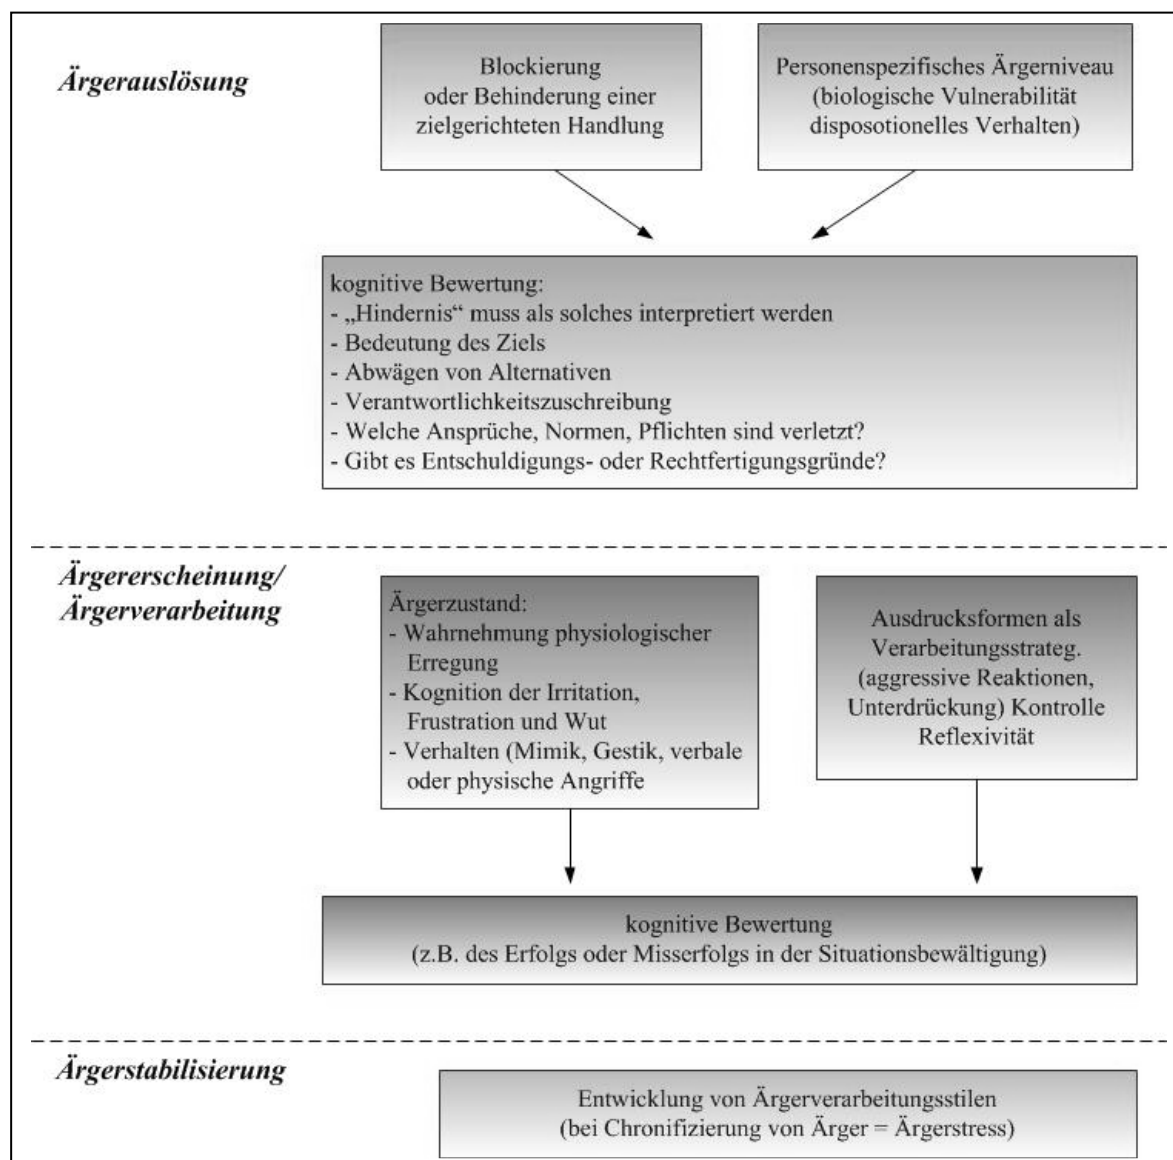 Ärgerauslösung
Blockierung
oder Behinderung einer
zielgerichteten Handlung
Personenspezifisches Ärgerniveau
(biologische Vulnerabilität
disposotionelles Verhalten)
kognitive Bewertung:
- „Hindernis“ muss als solches interpretiert werden
- Bedeutung des Ziels
- Abwägen von Alternativen
- Verantwortlichkeitszuschreibung
- Welche Ansprüche, Normen, Pflichten sind verletzt?
- Gibt es Entschuldigungs- oder Rechtfertigungsgründe?
Ärgererscheinung/
Ärgerverarbeitung
Ärgerzustand:
- Wahrnehmung physiologischer
Erregung
- Kognition der Irritation,
Frustration und Wut
- Verhalten (Mimik, Gestik, verbale
oder physische Angriffe
Ausdrucksformen als
Verarbeitungsstrateg.
(aggressive Reaktionen,
Unterdrückung) Kontrolle
Reflexivität
kognitive Bewertung
(z.B. des Erfolgs oder Misserfolgs in der Situationsbewältigung)
Ärgerstabilisierung
Entwicklung von Ärgerverarbeitungsstilen
(bei Chronifizierung von Ärger = Ärgerstress)